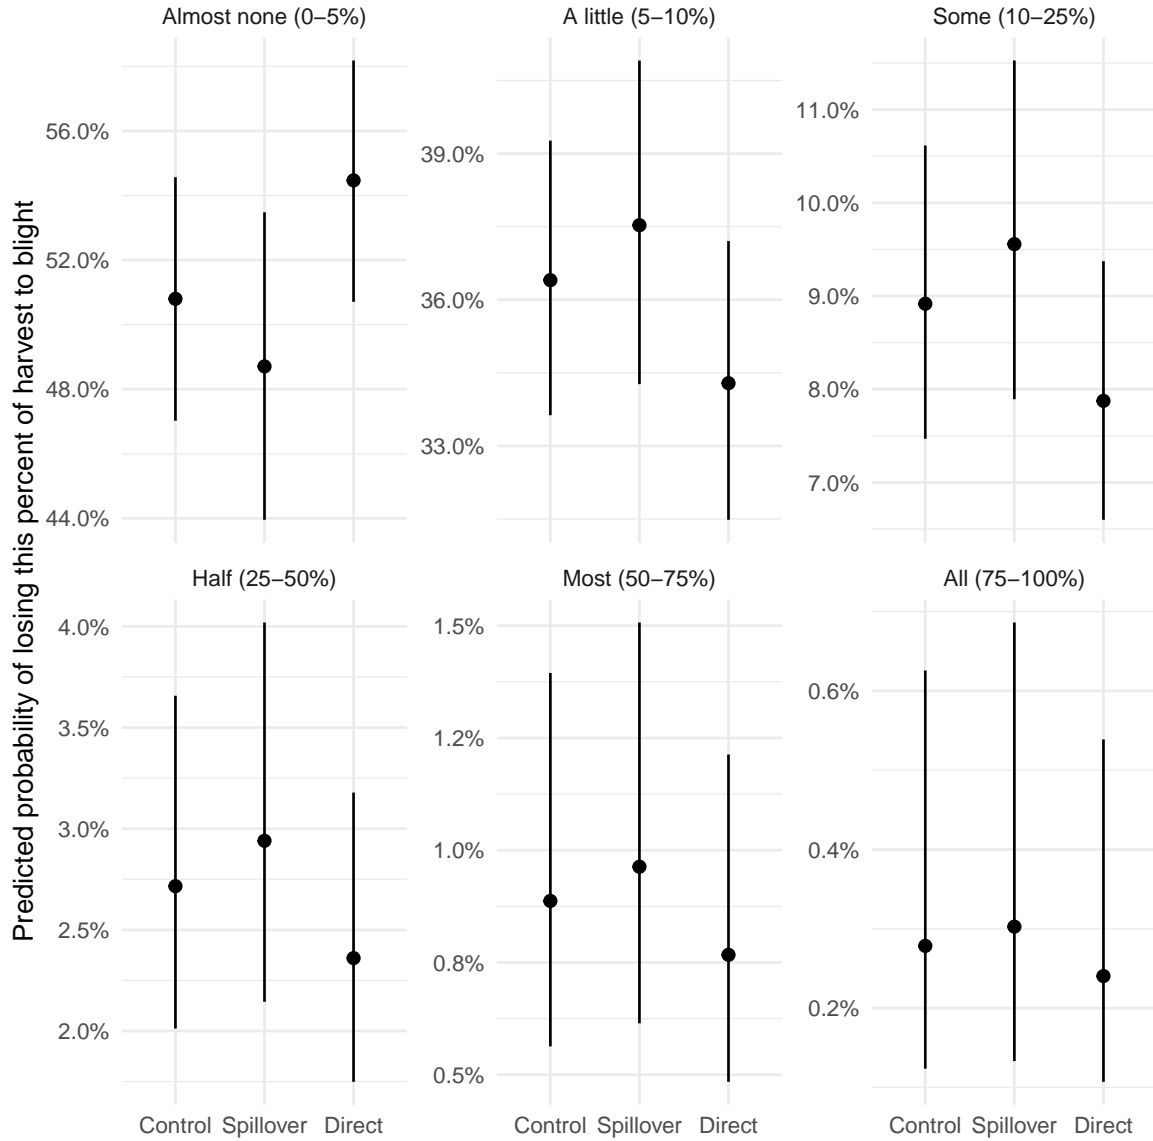 Predicted probability of losing this percent of harvest to blight
Almost none (0–5%)
56.0%
52.0%
48.0%
44.0%
A little (5–10%)
39.0%
36.0%
33.0%
Some (10–25%)
11.0%
10.0%
9.0%
8.0%
7.0%
Half (25–50%)
4.0%
3.5%
3.0%
2.5%
2.0%
Most (50–75%)
1.5%
1.2%
1.0%
0.8%
0.5%
All (75–100%)
0.6%
0.4%
0.2%
Control Spillover Direct
Control Spillover Direct
Control Spillover Direct